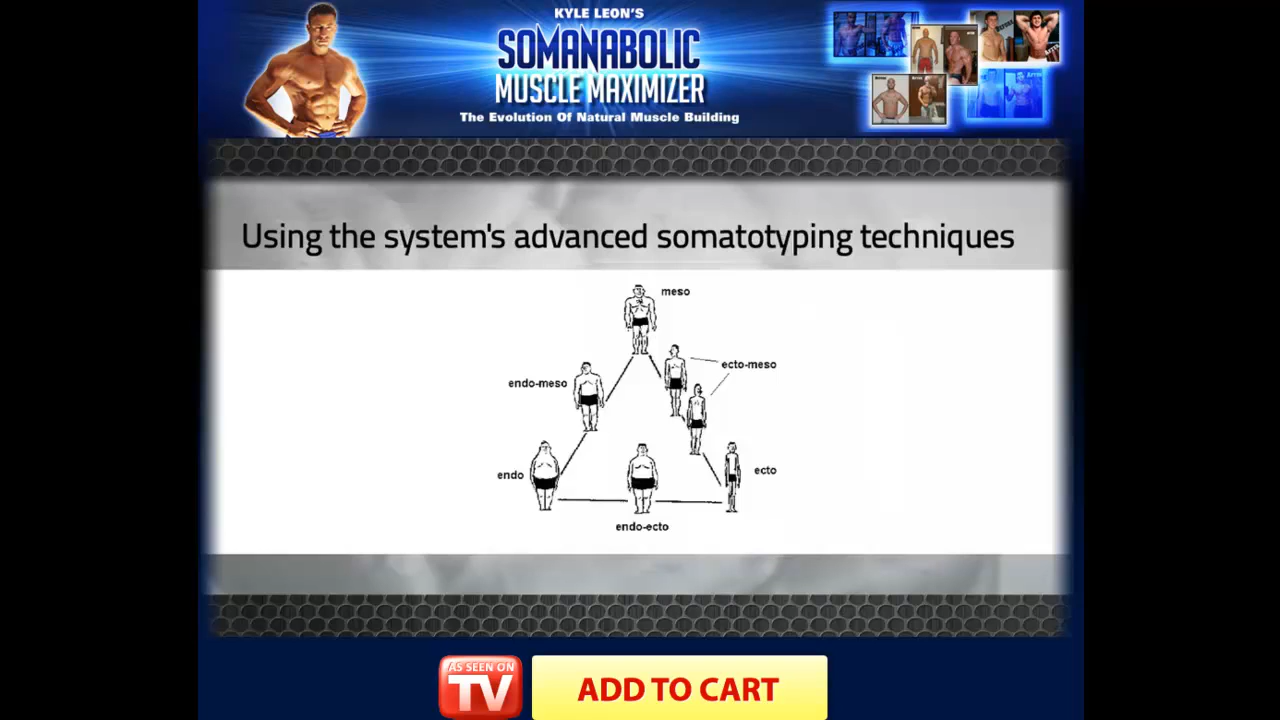 KYLE LEON'S
SOMANABOLIC
MUSCLE MAXIMIZER
The Evolution Of Natural Muscle Building
Using the system's advanced somatotyping techniques
meso
ecto-meso
endo-meso
endo
ecto
endo-ecto
AS SEEN ON
TV
ADD TO CART